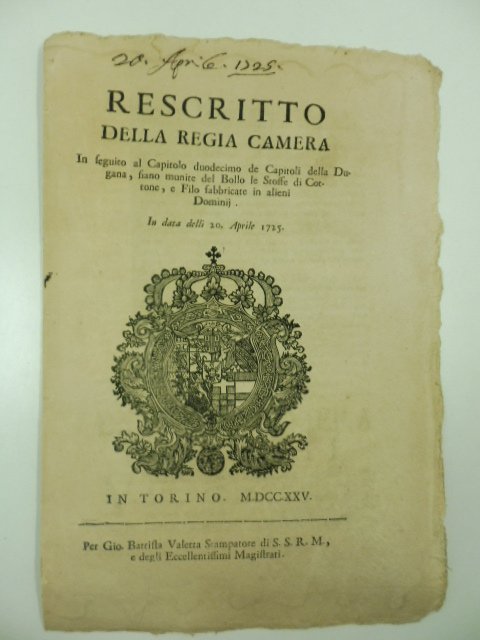 20. Aprile. 1725.
RESCRITTO
DELLA REGIA CAMERA
In ſeguito al Capitolo duodecimo de Capitoli della Du-
gana, ſiano munite del Bollo le Stoffe di Cot-
tone, e Filo fabbricate in alieni
Dominij.
In data delli 20. Aprile 1725.
IN TORINO. M.DCC.XXV.
Per Gio. Battiſta Valetta Stampatore di S. S. R. M.,
e degli Eccellentiſſimi Magiſtrati.